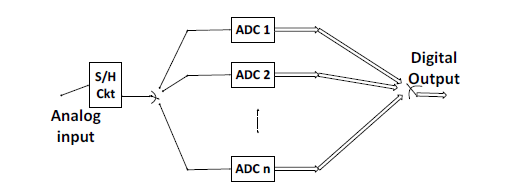 ADC 1
S/H
Ckt
ADC 2
Digital
Output
Analog
input
ADC n